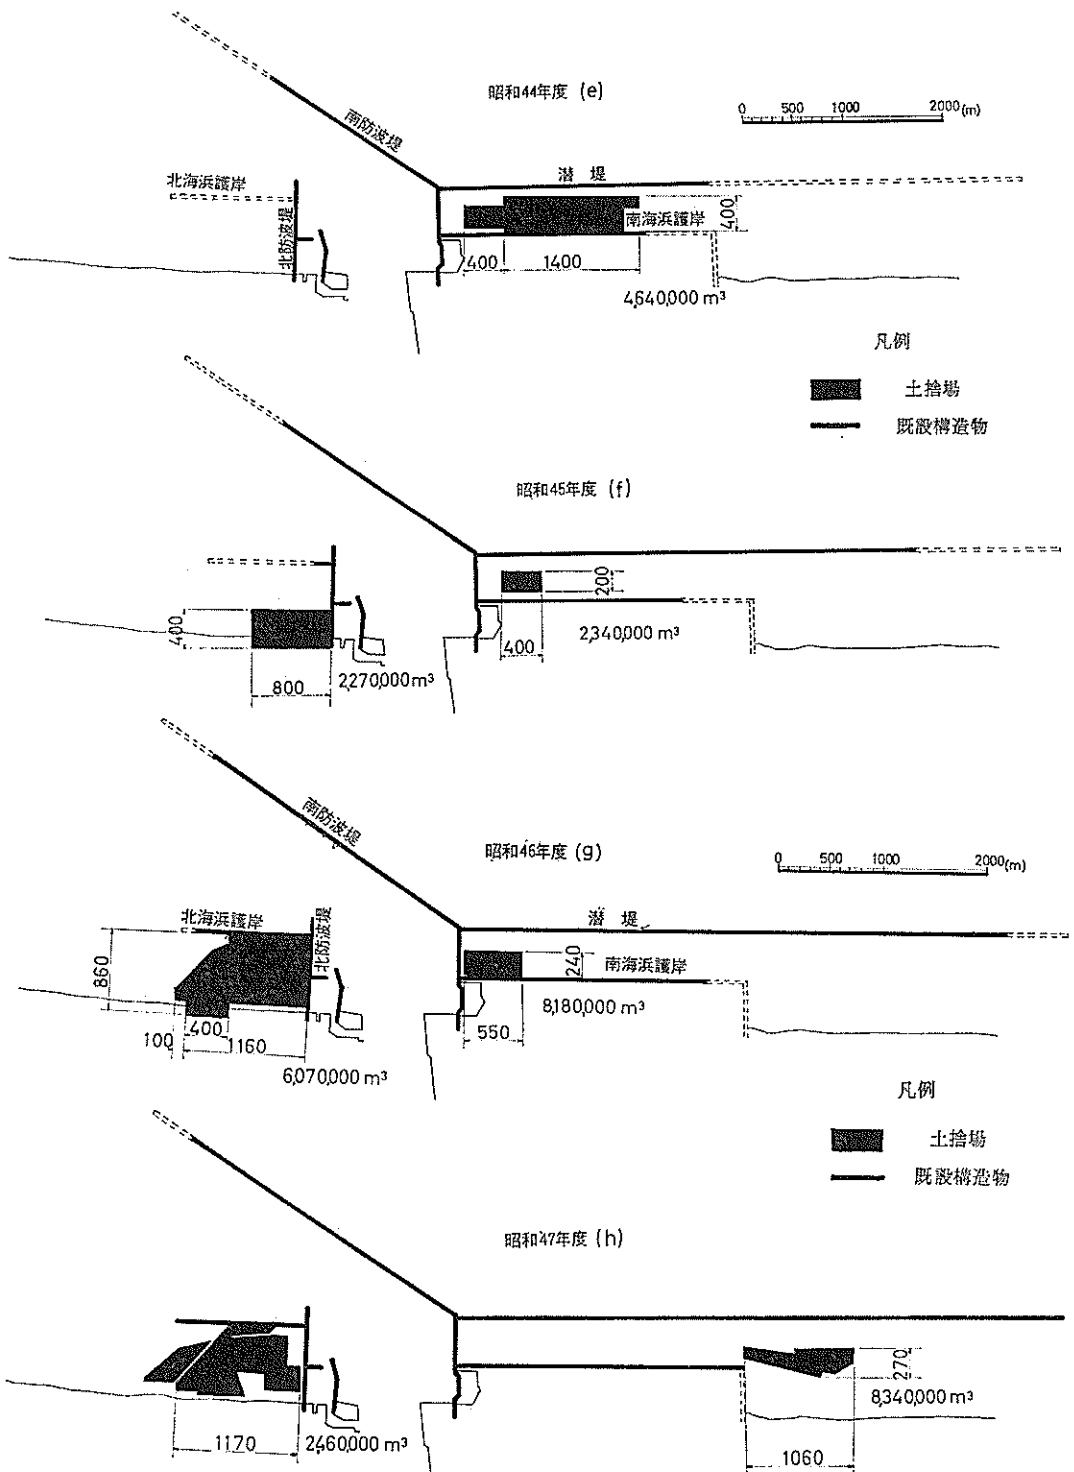 昭和44年度 (e)
0 500 1000 2000(m)
南防波堤
北海浜護岸
潜堤
北防波堤
南海浜護岸
400
400 1400
4,640,000 m³
凡例
土捨場
既設構造物
昭和45年度 (f)
200
400
2,340,000 m³
400
800
2,270,000 m³
昭和46年度 (g)
0 500 1000 2000(m)
南防波堤
北海浜護岸
潜堤
北防波堤
860
240
南海浜護岸
8,180,000 m³
400
550
100 1160
6,070,000 m³
凡例
土捨場
既設構造物
昭和47年度 (h)
270
8,340,000 m³
1170
2,460,000 m³
1060